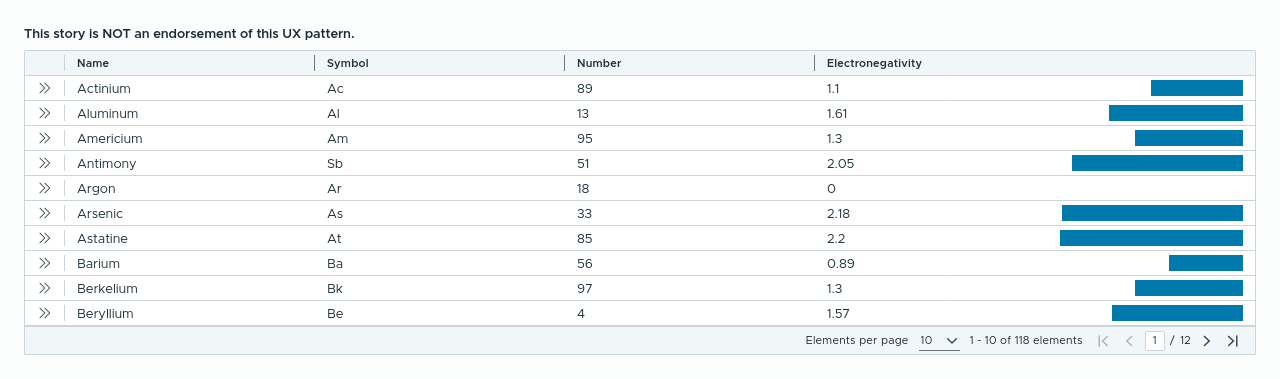 This story is NOT an endorsement of this UX pattern.
Name Symbol Number Electronegativity
Actinium Ac 89 1.1
Aluminum Al 13 1.61
Americium Am 95 1.3
Antimony Sb 51 2.05
Argon Ar 18 0
Arsenic As 33 2.18
Astatine At 85 2.2
Barium Ba 56 0.89
Berkelium Bk 97 1.3
Beryllium Be 4 1.57
Elements per page 10 1 - 10 of 118 elements 1 / 12